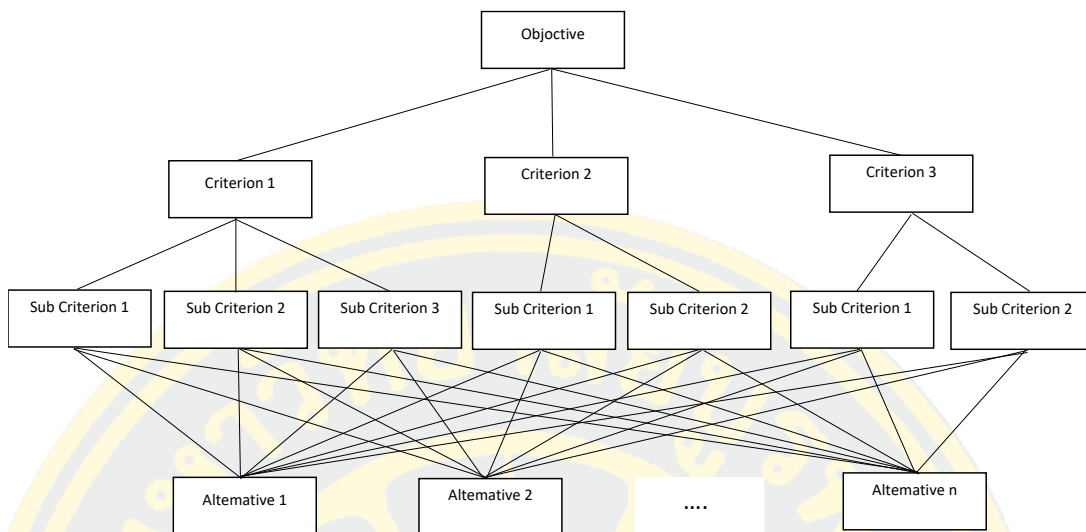 Objoctive
Criterion 1
Criterion 2
Criterion 3
Sub Criterion 1
Sub Criterion 2
Sub Criterion 3
Sub Criterion 1
Sub Criterion 2
Sub Criterion 1
Sub Criterion 2
Altemative 1
Altemative 2
....
Altemative n